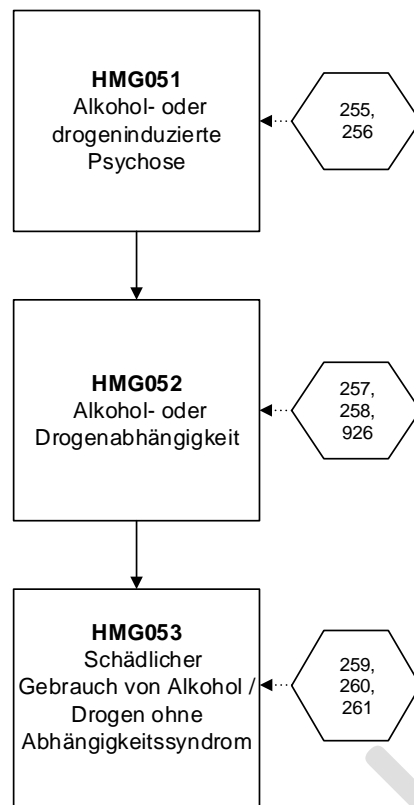 HMG051
Alkohol- oder
drogeninduzierte
Psychose
255,
256
HMG052
Alkohol- oder
Drogenabhängigkeit
257,
258,
926
HMG053
Schädlicher
Gebrauch von Alkohol /
Drogen ohne
Abhängigkeitssyndrom
259,
260,
261